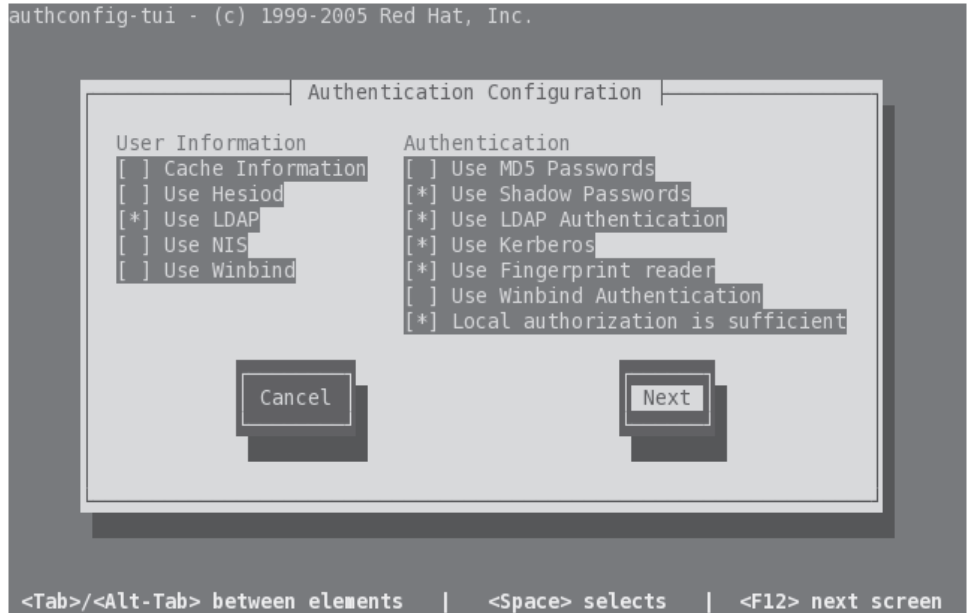 authconfig-tui - (c) 1999-2005 Red Hat, Inc.
Authentication Configuration
User Information
[ ] Cache Information
[ ] Use Hesiod
[*] Use LDAP
[ ] Use NIS
[ ] Use Winbind
Authentication
[ ] Use MD5 Passwords
[*] Use Shadow Passwords
[*] Use LDAP Authentication
[*] Use Kerberos
[*] Use Fingerprint reader
[ ] Use Winbind Authentication
[*] Local authorization is sufficient
Cancel
Next
<Tab>/<Alt-Tab> between elements | <Space> selects | <F12> next screen